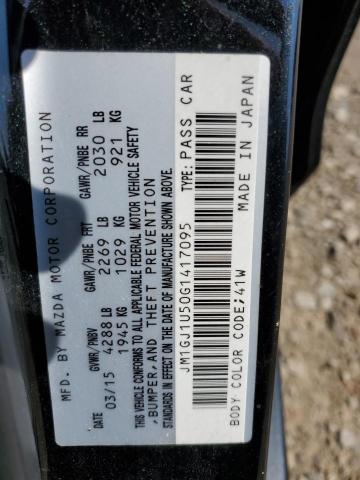 MFD. BY MAZDA MOTOR CORPORATION
DATE GVWR/PNBV GAWR/PNBE FRT GAWR/PNBE RR
03/15 4288 LB 2269 LB 2030 LB
1945 KG 1029 KG 921 KG
THIS VEHICLE CONFORMS TO ALL APPLICABLE FEDERAL MOTOR VEHICLE SAFETY
,BUMPER,AND THEFT PREVENTION
STANDARDS IN EFFECT ON THE DATE OF MANUFACTURE SHOWN ABOVE.
JM1GJ1U50G1417095 TYPE: PASS CAR
BODY COLOR CODE;41W MADE IN JAPAN